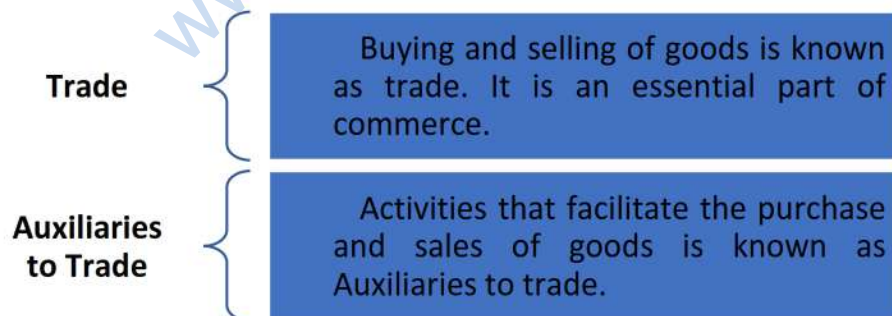 Trade
Buying and selling of goods is known
as trade. It is an essential part of
commerce.
Auxiliaries
to Trade
Activities that facilitate the purchase
and sales of goods is known as
Auxiliaries to trade.